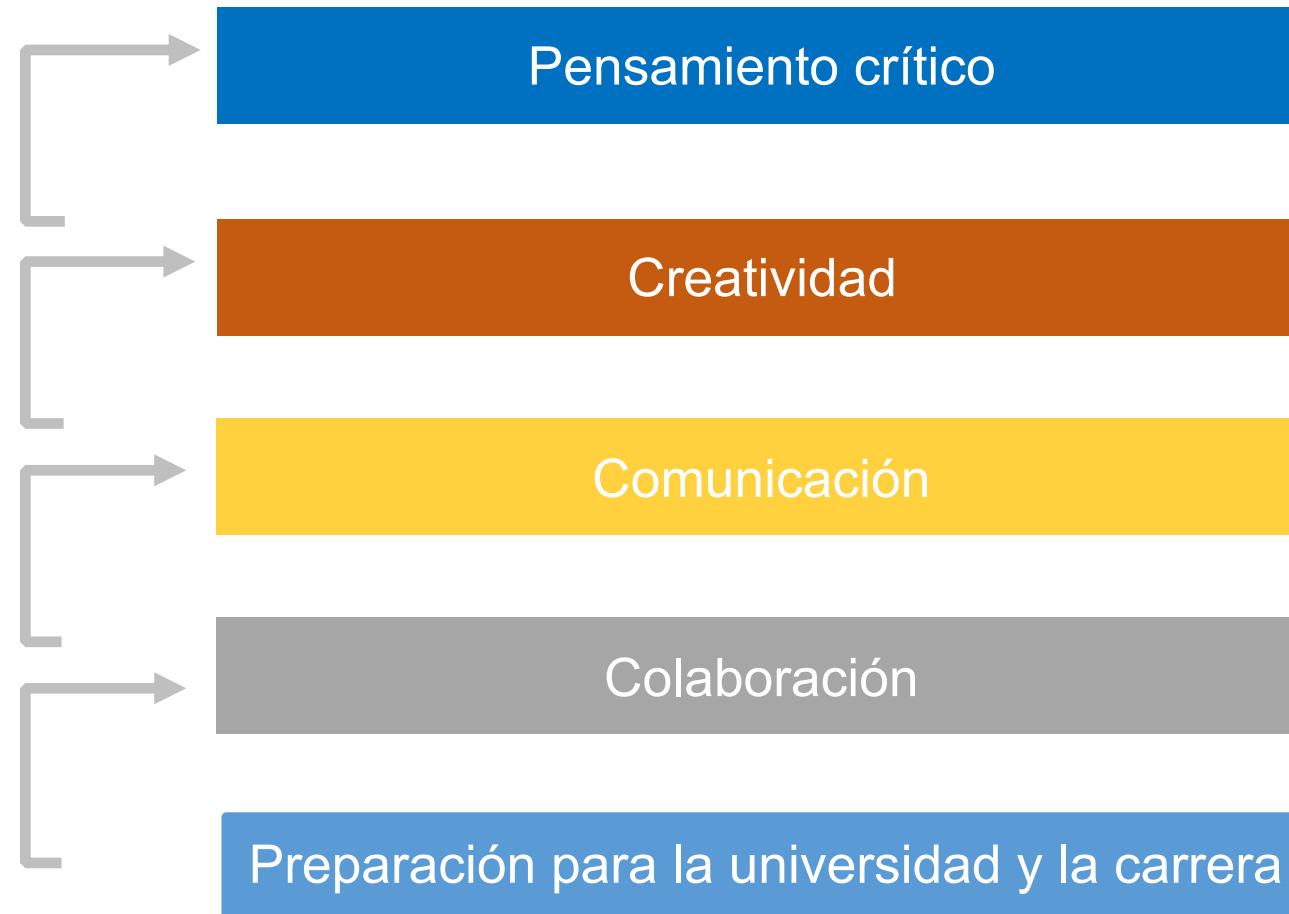 Pensamiento crítico
Creatividad
Comunicación
Colaboración
Preparación para la universidad y la carrera